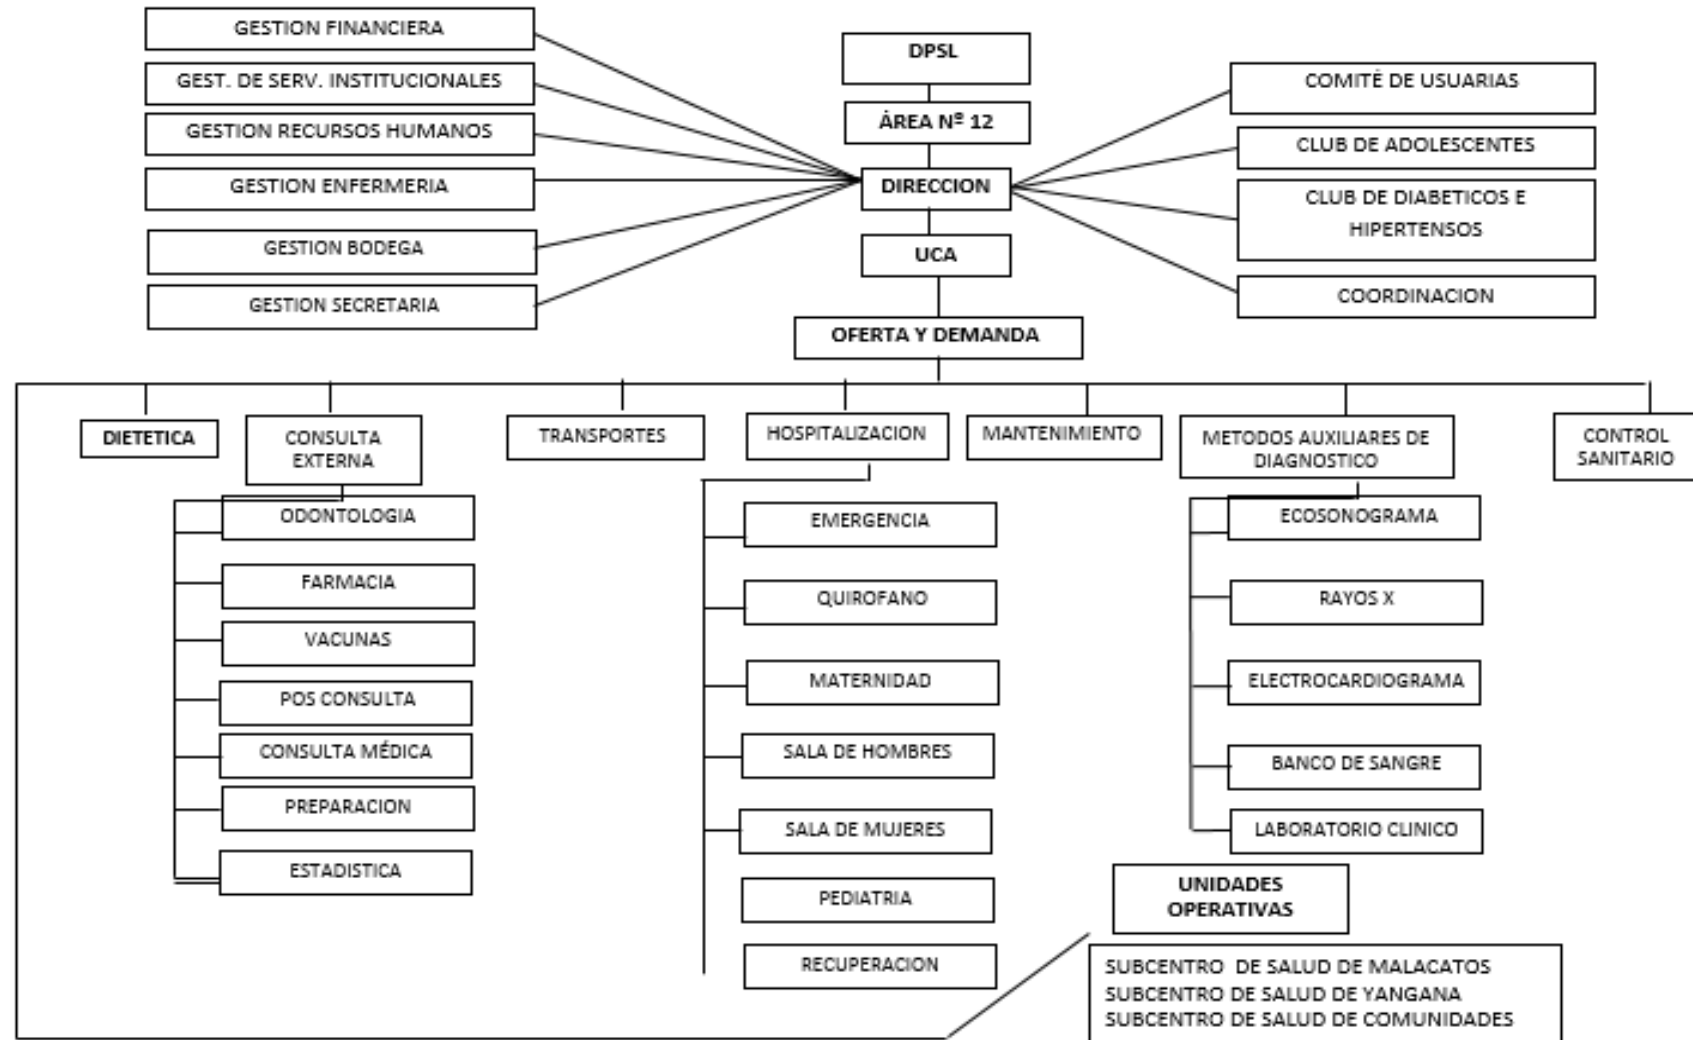 GESTION FINANCIERA
GEST. DE SERV. INSTITUCIONALES
GESTION RECURSOS HUMANOS
GESTION ENFERMERIA
GESTION BODEGA
GESTION SECRETARIA
DPSL
ÁREA Nº 12
DIRECCION
UCA
OFERTA Y DEMANDA
COMITÉ DE USUARIAS
CLUB DE ADOLESCENTES
CLUB DE DIABETICOS E
HIPERTENSOS
COORDINACION
DIETETICA
CONSULTA
EXTERNA
TRANSPORTES
HOSPITALIZACION
MANTENIMIENTO
METODOS AUXILIARES DE
DIAGNOSTICO
CONTROL
SANITARIO
ODONTOLOGIA
FARMACIA
VACUNAS
POS CONSULTA
CONSULTA MÉDICA
PREPARACION
ESTADISTICA
EMERGENCIA
QUIROFANO
MATERNIDAD
SALA DE HOMBRES
SALA DE MUJERES
PEDIATRIA
RECUPERACION
ECOSONOGRAMA
RAYOS X
ELECTROCARDIOGRAMA
BANCO DE SANGRE
LABORATORIO CLINICO
UNIDADES
OPERATIVAS
SUBCENTRO DE SALUD DE MALACATOS
SUBCENTRO DE SALUD DE YANGANA
SUBCENTRO DE SALUD DE COMUNIDADES